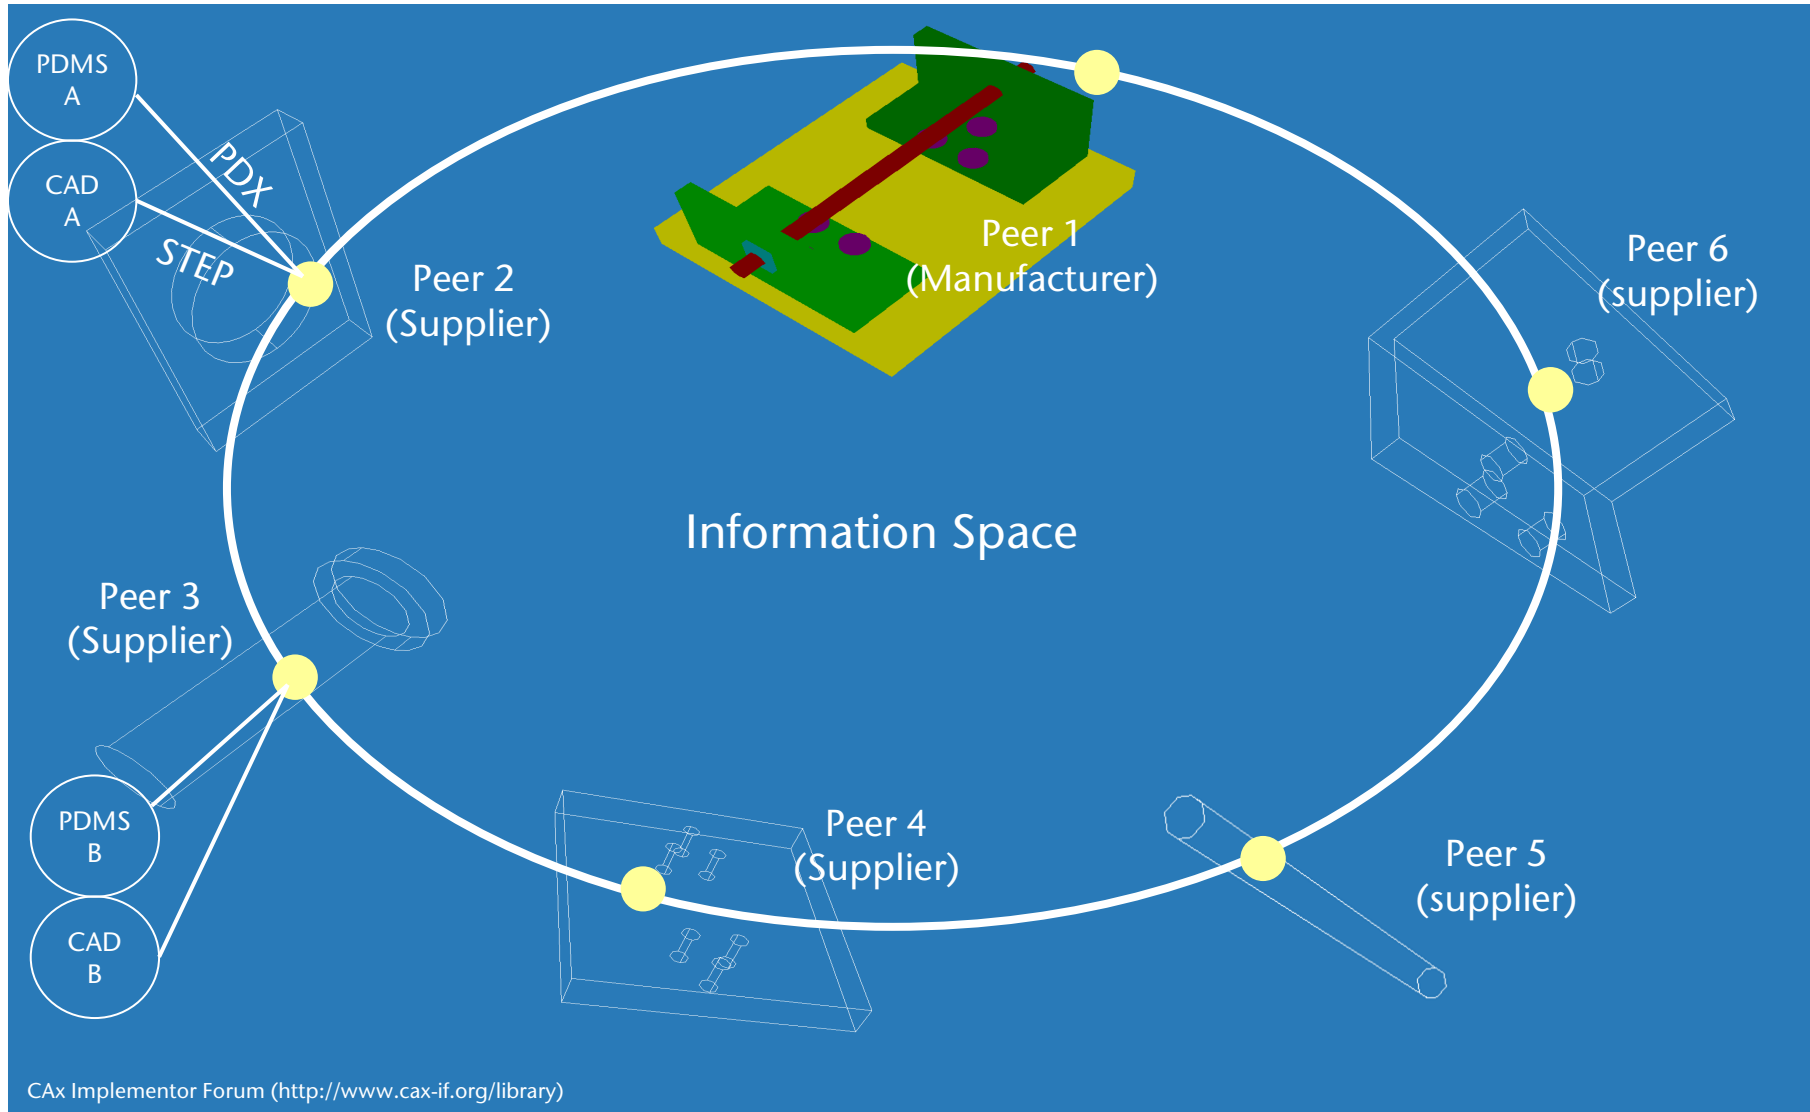 PDMS
A
CAD
A
PDX
STEP
Peer 2
(Supplier)
Peer 1
(Manufacturer)
Peer 6
(supplier)
Information Space
Peer 3
(Supplier)
PDMS
B
CAD
B
Peer 4
(Supplier)
Peer 5
(supplier)
CAx Implementor Forum (http://www.cax-if.org/library)